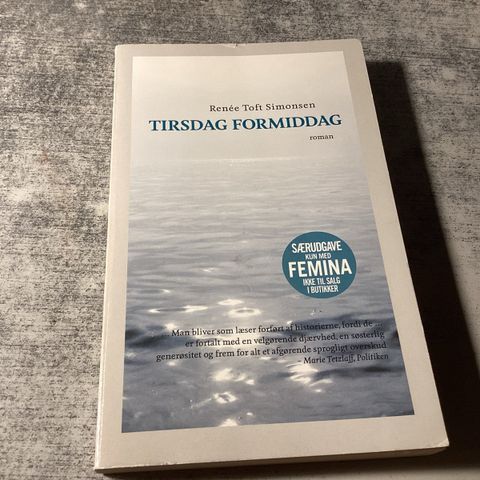 Renée Toft Simonsen
TIRSDAG FORMIDDAG
roman
SÆRUDGAVE
KUN MED
FEMINA
IKKE TIL SALG
I BUTIKKER
... Man bliver som læser forført af historierne, fordi de ...
er fortalt med en velgørende djærvhed, en søsterlig
generøsitet og frem for alt et afgørende sprogligt overskud
- Marie Tetzlaff, Politiken